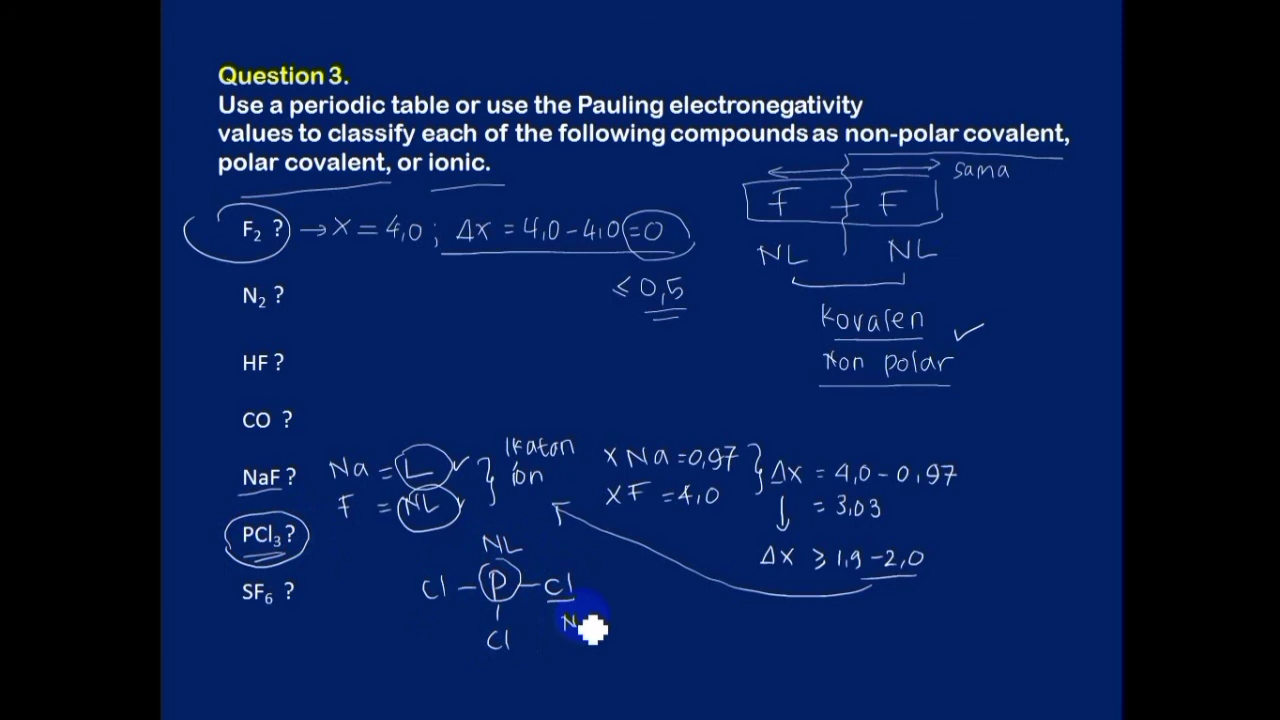 Question 3.
Use a periodic table or use the Pauling electronegativity
values to classify each of the following compounds as non-polar covalent,
polar covalent, or ionic.
sama
F – F
F₂ ? → X = 4,0 ; ΔX = 4,0 – 4,0 = 0
NL NL
N₂ ?
≤ 0,5
Kovalen ✓
Non polar
HF ?
CO ?
NaF ? Na = L ✓ } Ikatan ion
F = NL ✓
X Na = 0,97 } ΔX = 4,0 – 0,97
X F = 4,0
↓ = 3,03
ΔX ≥ 1,9 – 2,0
PCl₃ ?
NL
Cl – P – Cl
N
Cl
SF₆ ?